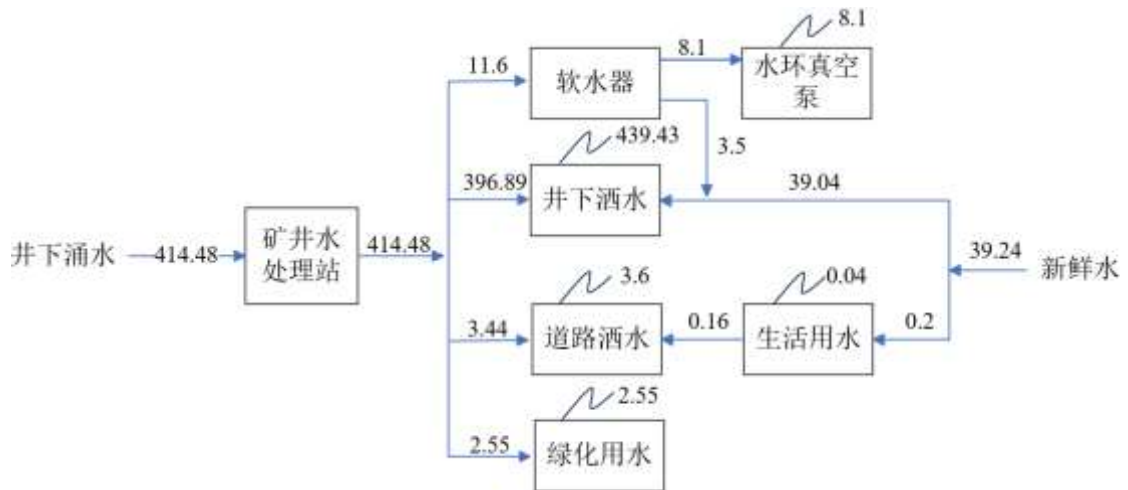 8.1
11.6
8.1
软水器
水环真空
泵
439.43
3.5
396.89
井下洒水
39.04
井下涌水
414.48
矿井水
处理站
414.48
39.24
新鲜水
3.6
0.04
3.44
道路洒水
0.16
生活用水
0.2
2.55
2.55
绿化用水